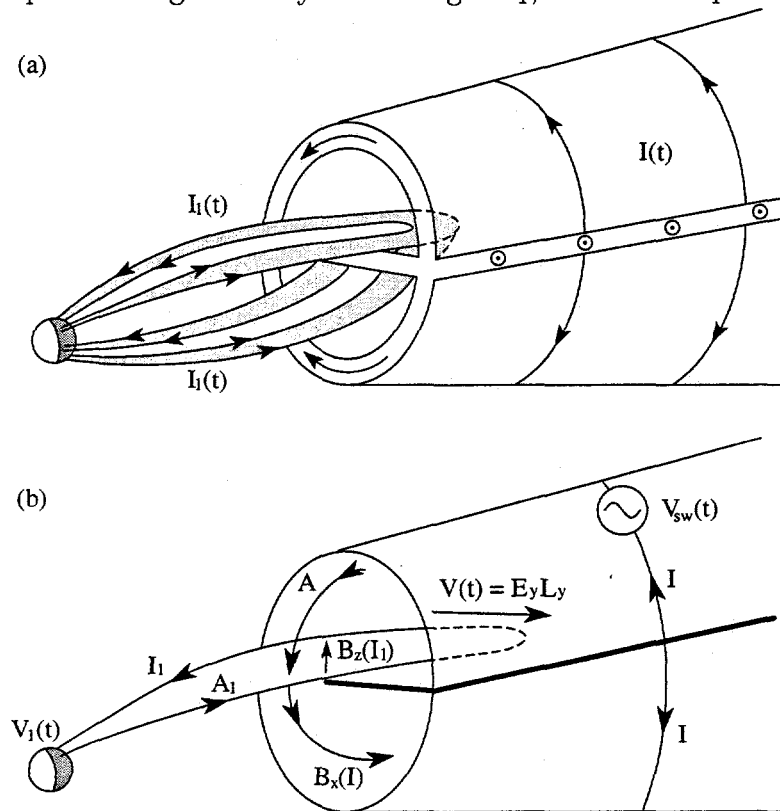 (a)
I₁(t)
I(t)
I₁(t)
(b)
V_sw(t)
A
V(t) = E_yL_y
I
B_z(I₁)
I₁
A₁
V₁(t)
B_x(I)
I